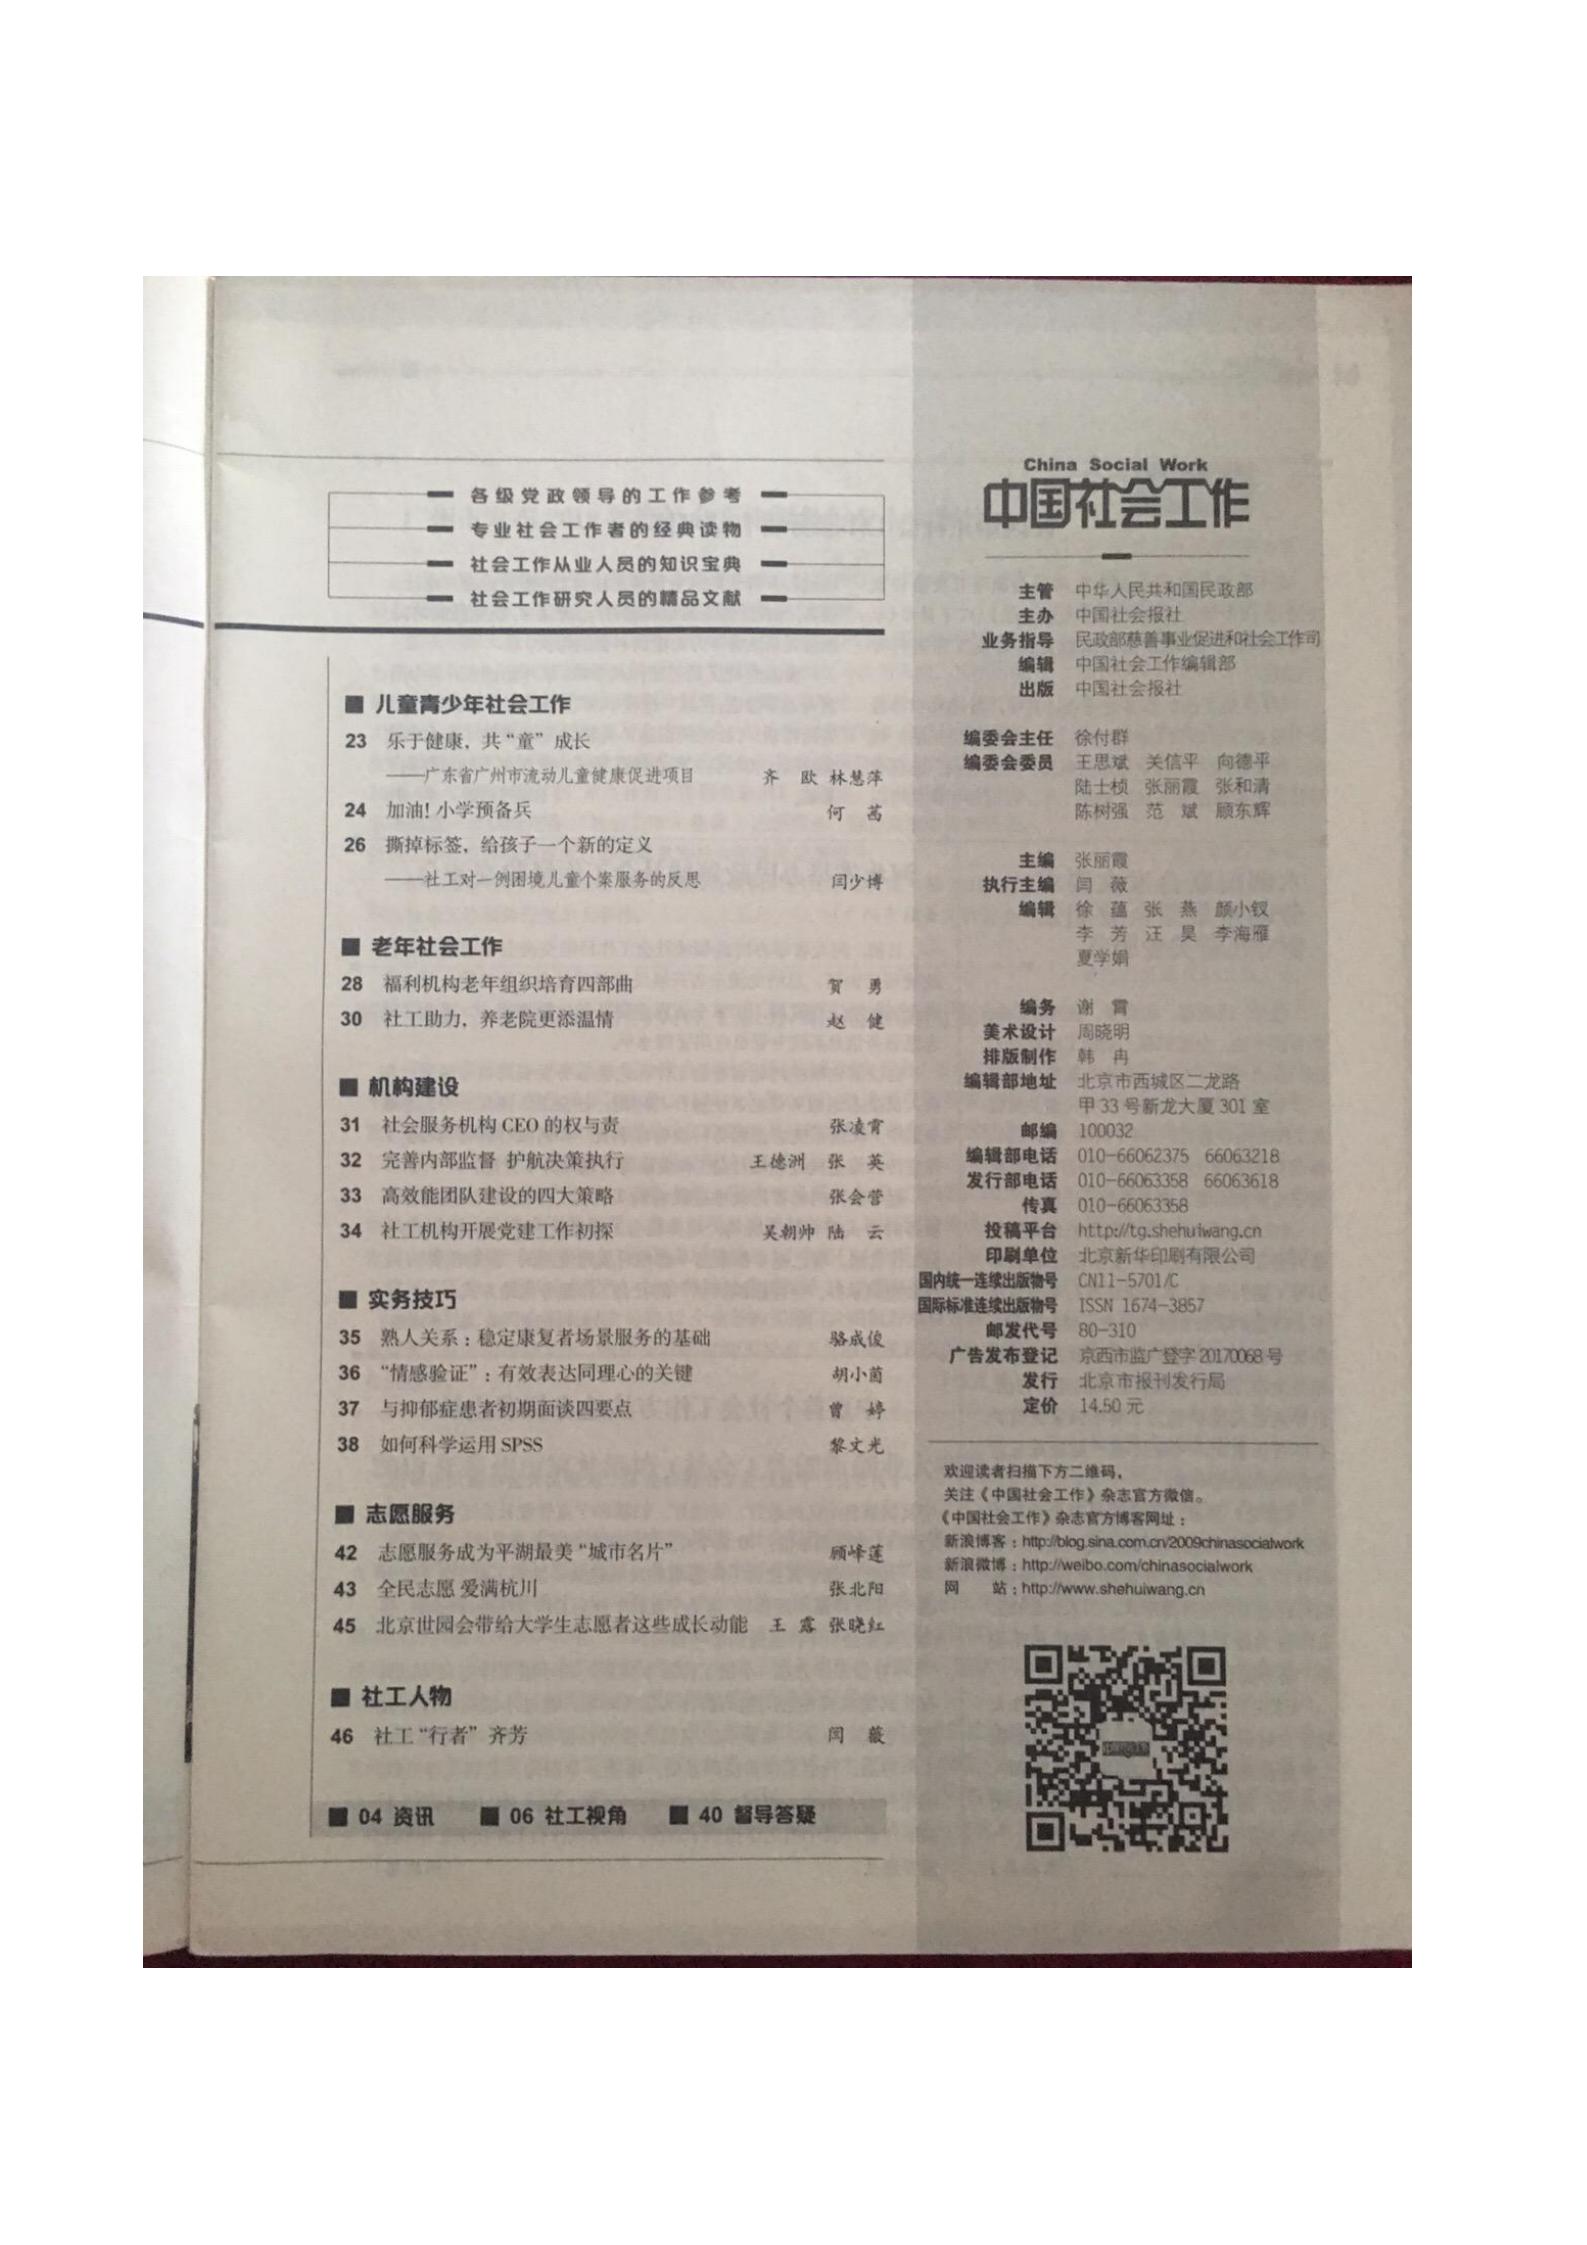 各级党政领导的工作参考
专业社会工作者的经典读物
社会工作从业人员的知识宝典
社会工作研究人员的精品文献
■ 儿童青少年社会工作
23 乐于健康，共“童”成长
——广东省广州市流动儿童健康促进项目 齐 欧 林慧萍
24 加油！小学预备兵 何 茜
26 撕掉标签，给孩子一个新的定义
——社工对一例困境儿童个案服务的反思 闫少博
■ 老年社会工作
28 福利机构老年组织培育四部曲 贺 勇
30 社工助力，养老院更添温情 赵 健
■ 机构建设
31 社会服务机构CEO的权与责 张凌霄
32 完善内部监督 护航决策执行 王德洲 张 英
33 高效能团队建设的四大策略 张会营
34 社工机构开展党建工作初探 吴朝帅 陆 云
■ 实务技巧
35 熟人关系：稳定康复者场景服务的基础 骆成俊
36 “情感验证”：有效表达同理心的关键 胡小茵
37 与抑郁症患者初期面谈四要点 曾 婷
38 如何科学运用SPSS 黎文光
■ 志愿服务
42 志愿服务成为平湖最美“城市名片” 顾峰莲
43 全民志愿 爱满杭川 张北阳
45 北京世园会带给大学生志愿者这些成长动能 王 露 张晓红
■ 社工人物
46 社工“行者”齐芳 闫 薇
■ 04 资讯 ■ 06 社工视角 ■ 40 督导答疑
China Social Work
中国社会工作
主管 中华人民共和国民政部
主办 中国社会报社
业务指导 民政部慈善事业促进和社会工作司
编辑 中国社会工作编辑部
出版 中国社会报社
编委会主任 徐付群
编委会委员 王思斌 关信平 向德平
陆士桢 张丽霞 张和清
陈树强 范 斌 顾东辉
主编 张丽霞
执行主编 闫 薇
编辑 徐 蕴 张 燕 颜小钗
李 芳 汪 昊 李海雁
夏学娟
编务 谢 霄
美术设计 周晓明
排版制作 韩 冉
编辑部地址 北京市西城区二龙路
甲33号新龙大厦301室
邮编 100032
编辑部电话 010-66062375 66063218
发行部电话 010-66063358 66063618
传真 010-66063358
投稿平台 http://tg.shehuiwang.cn
印刷单位 北京新华印刷有限公司
国内统一连续出版物号 CN11-5701/C
国际标准连续出版物号 ISSN 1674-3857
邮发代号 80-310
广告发布登记 京西市监广登字20170068号
发行 北京市报刊发行局
定价 14.50元
欢迎读者扫描下方二维码，
关注《中国社会工作》杂志官方微信。
《中国社会工作》杂志官方博客网址：
新浪博客：http://blog.sina.com.cn/2009chinasocialwork
新浪微博：http://weibo.com/chinasocialwork
网 站：http://www.shehuiwang.cn